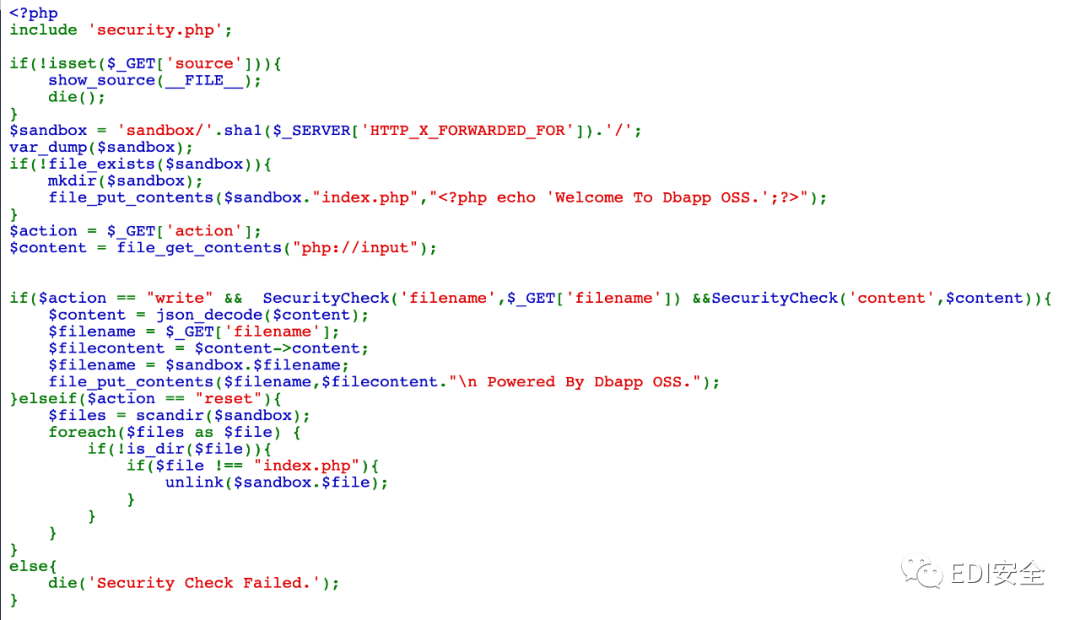 <?php
include 'security.php';
if(!isset($_GET['source'])){
    show_source(__FILE__);
    die();
}
$sandbox = 'sandbox/'.sha1($_SERVER['HTTP_X_FORWARDED_FOR']).'/';
var_dump($sandbox);
if(!file_exists($sandbox)){
    mkdir($sandbox);
    file_put_contents($sandbox."index.php","<?php echo 'Welcome To Dbapp OSS.';?>");
}
$action = $_GET['action'];
$content = file_get_contents("php://input");
if($action == "write" &&  SecurityCheck('filename',$_GET['filename']) &&SecurityCheck('content',$content)){
    $content = json_decode($content);
    $filename = $_GET['filename'];
    $filecontent = $content->content;
    $filename = $sandbox.$filename;
    file_put_contents($filename,$filecontent."\n Powered By Dbapp OSS.");
}elseif($action == "reset"){
    $files = scandir($sandbox);
    foreach($files as $file) {
        if(!is_dir($file)){
            if($file !== "index.php"){
                unlink($sandbox.$file);
            }
        }
    }
}
else{
    die('Security Check Failed.');
}
EDI安全